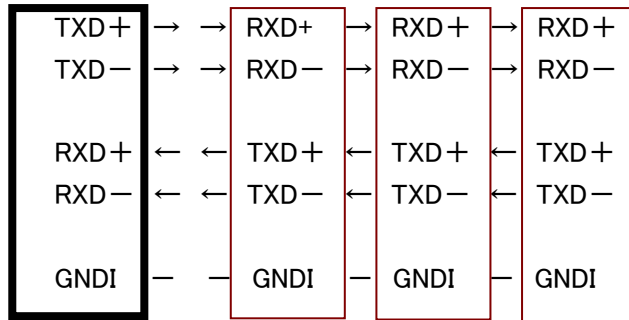 TXD＋ → → RXD+ → RXD＋ → RXD＋
TXD－ → → RXD－ → RXD－ → RXD－
RXD＋ ← ← TXD＋ ← TXD＋ ← TXD＋
RXD－ ← ← TXD－ ← TXD－ ← TXD－
GNDI － － GNDI － GNDI － GNDI